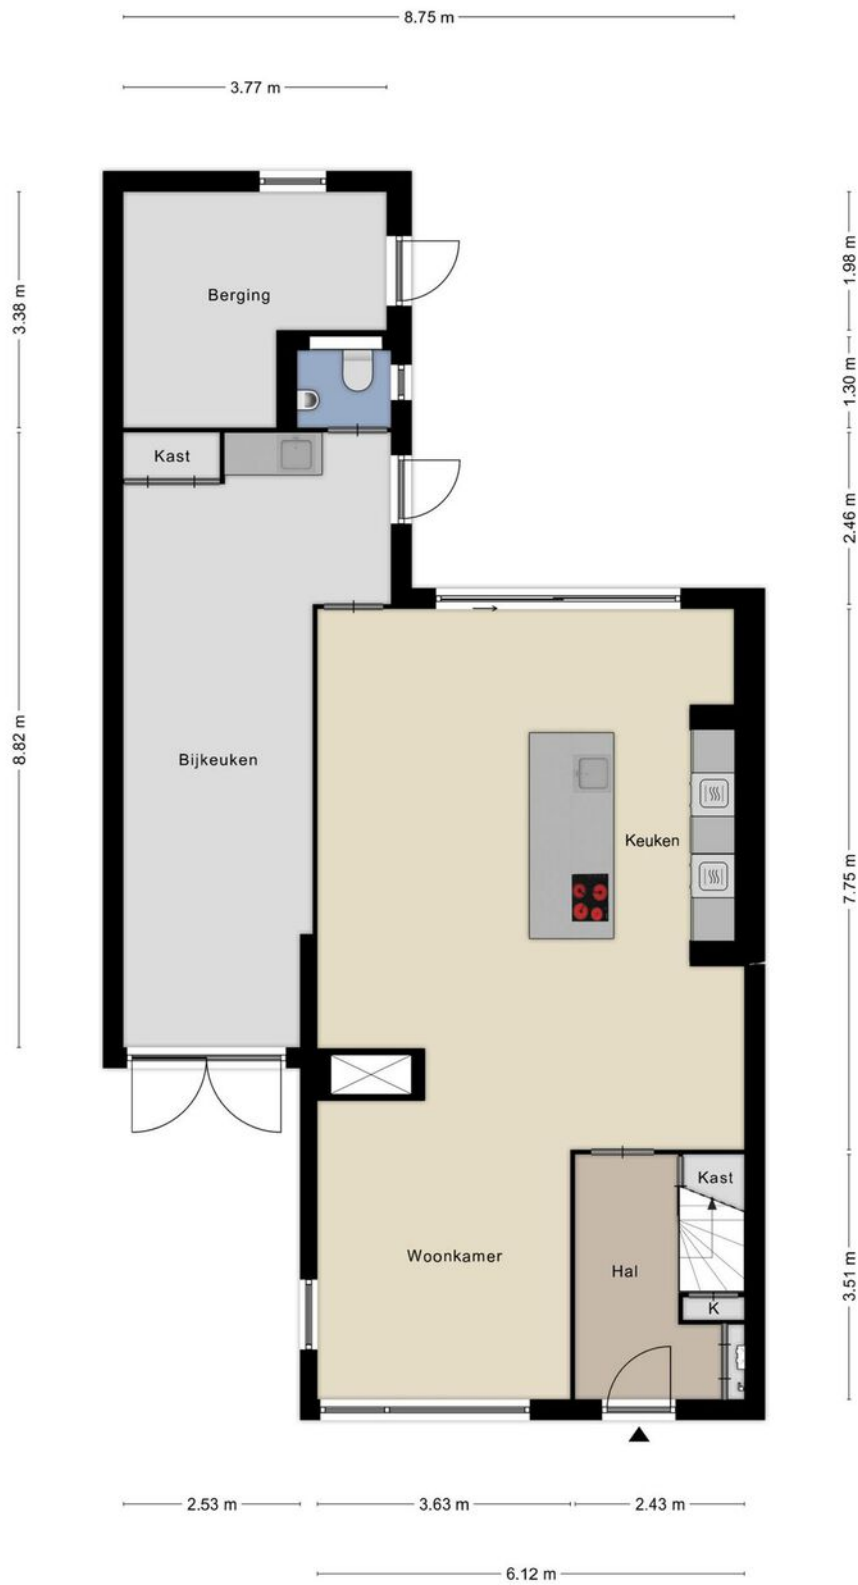 8.75 m
3.77 m
3.38 m
1.98 m
Berging
1.30 m
Kast
2.46 m
8.82 m
Bijkeuken
Keuken
7.75 m
Kast
Woonkamer
Hal
3.51 m
K
2.53 m
3.63 m
2.43 m
6.12 m